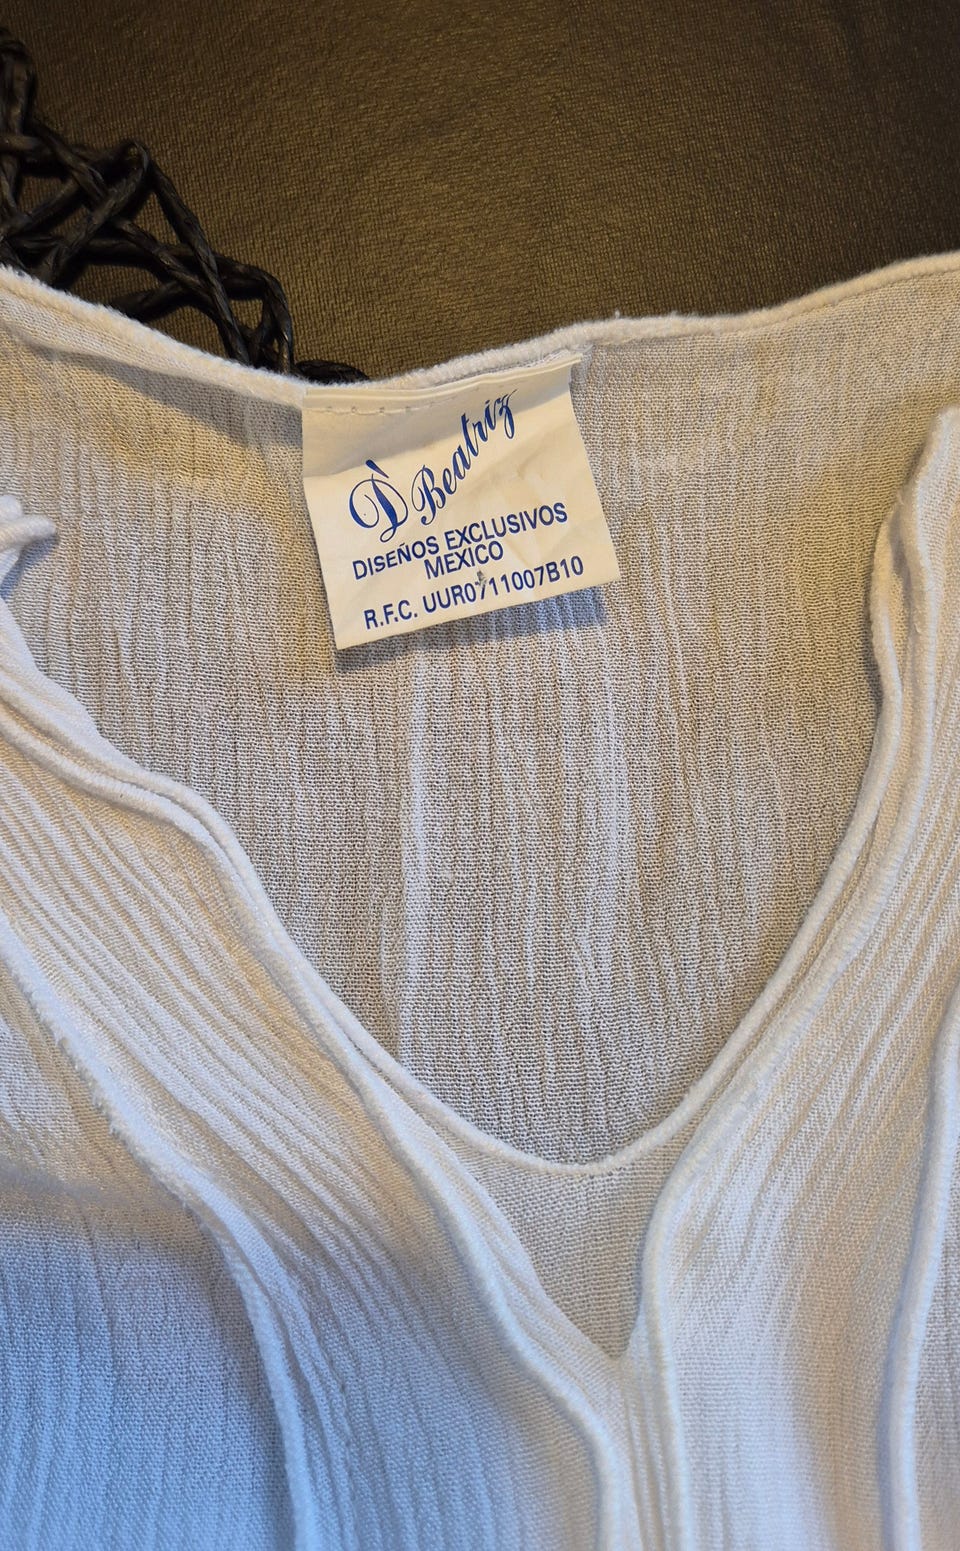 D' Beatriz
DISEÑOS EXCLUSIVOS
MEXICO
R.F.C. UUR0711007B10